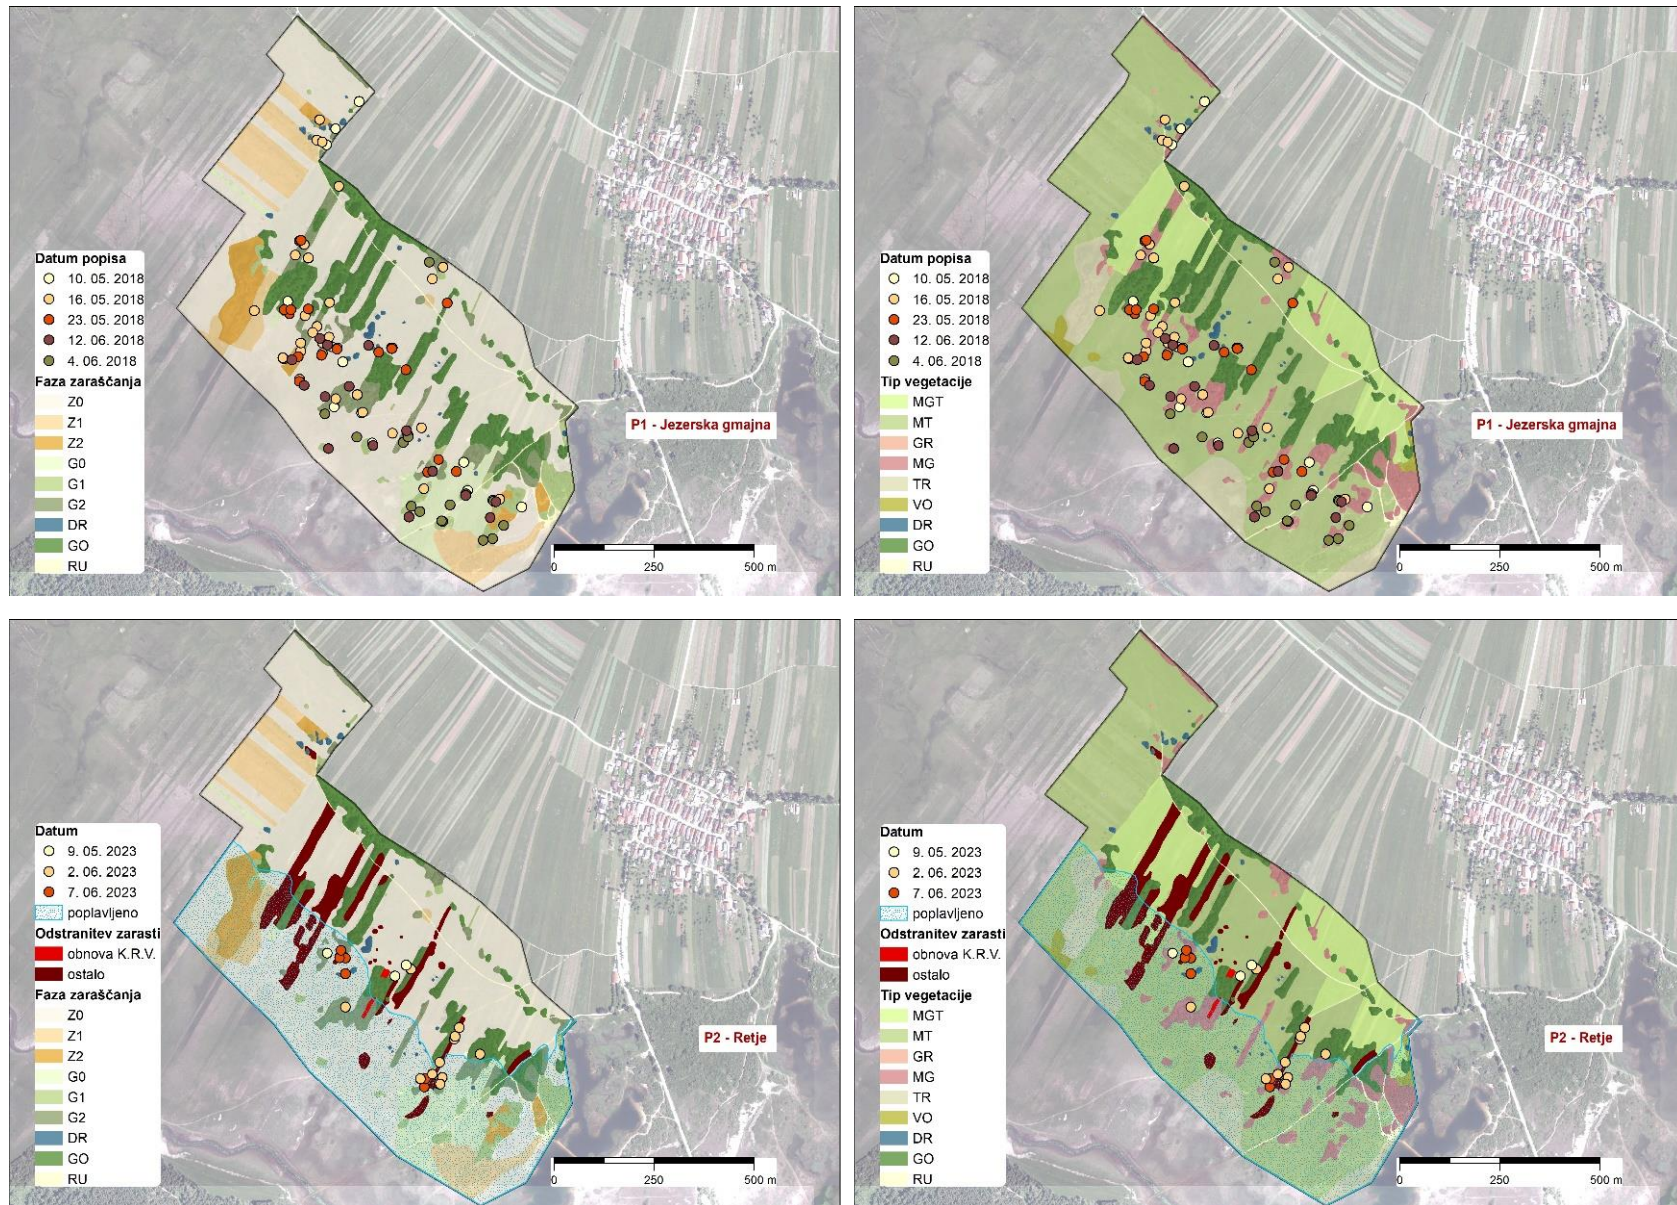 Datum popisa
10. 05. 2018
16. 05. 2018
23. 05. 2018
12. 06. 2018
4. 06. 2018
Faza zaraščanja
Z0
Z1
Z2
G0
G1
G2
DR
GO
RU
P1 - Jezerska gmajna
0 250 500 m
Datum popisa
10. 05. 2018
16. 05. 2018
23. 05. 2018
12. 06. 2018
4. 06. 2018
Tip vegetacije
MGT
MT
GR
MG
TR
VO
DR
GO
RU
P1 - Jezerska gmajna
0 250 500 m
Datum
9. 05. 2023
2. 06. 2023
7. 06. 2023
poplavljeno
Odstranitev zarasti
obnova K.R.V.
ostalo
Faza zaraščanja
Z0
Z1
Z2
G0
G1
G2
DR
GO
RU
P2 - Retje
0 250 500 m
Datum
9. 05. 2023
2. 06. 2023
7. 06. 2023
poplavljeno
Odstranitev zarasti
obnova K.R.V.
ostalo
Tip vegetacije
MGT
MT
GR
MG
TR
VO
DR
GO
RU
P2 - Retje
0 250 500 m